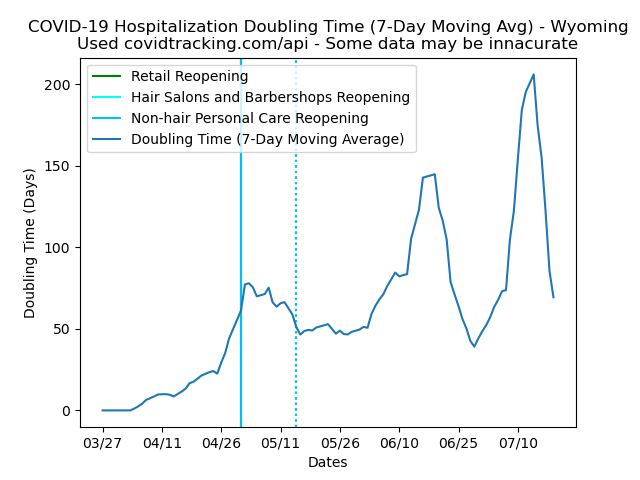 COVID-19 Hospitalization Doubling Time (7-Day Moving Avg) - Wyoming
Used covidtracking.com/api - Some data may be innacurate
Retail Reopening
Hair Salons and Barbershops Reopening
Non-hair Personal Care Reopening
Doubling Time (7-Day Moving Average)
Doubling Time (Days)
200
150
100
50
0
03/27 04/11 04/26 05/11 05/26 06/10 06/25 07/10
Dates